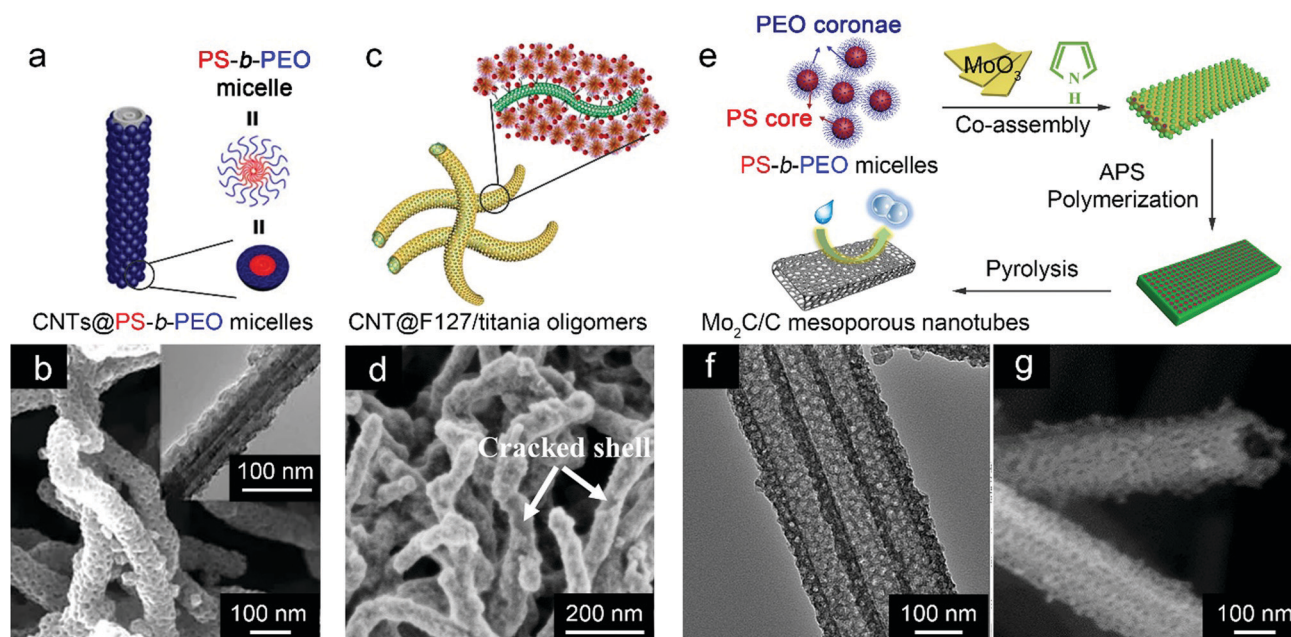 a
PS-b-PEO
micelle
CNTs@PS-b-PEO micelles
c
CNT@F127/titania oligomers
e
PEO coronae
PS core
PS-b-PEO micelles
MoO3
N
H
Co-assembly
APS
Polymerization
Pyrolysis
Mo2C/C mesoporous nanotubes
b
100 nm
100 nm
d
Cracked shell
200 nm
f
100 nm
g
100 nm